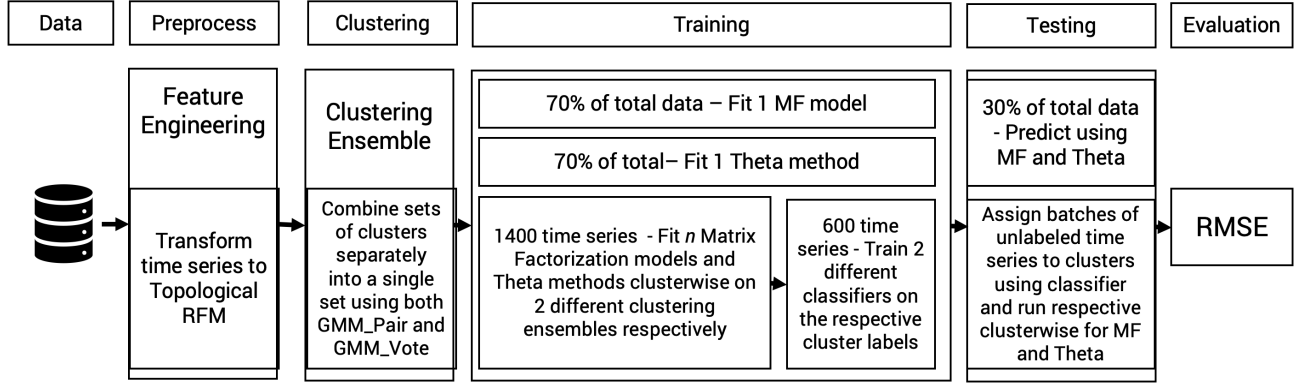 Data
Preprocess
Clustering
Training
Testing
Evaluation
Feature
Engineering
Transform
time series to
Topological
RFM
Clustering
Ensemble
Combine sets
of clusters
separately
into a single
set using both
GMM_Pair and
GMM_Vote
70% of total data – Fit 1 MF model
70% of total– Fit 1 Theta method
1400 time series - Fit n Matrix
Factorization models and
Theta methods clusterwise on
2 different clustering
ensembles respectively
600 time
series - Train 2
different
classifiers on
the respective
cluster labels
30% of total data
- Predict using
MF and Theta
Assign batches of
unlabeled time
series to clusters
using classifier
and run respective
clusterwise for MF
and Theta
RMSE